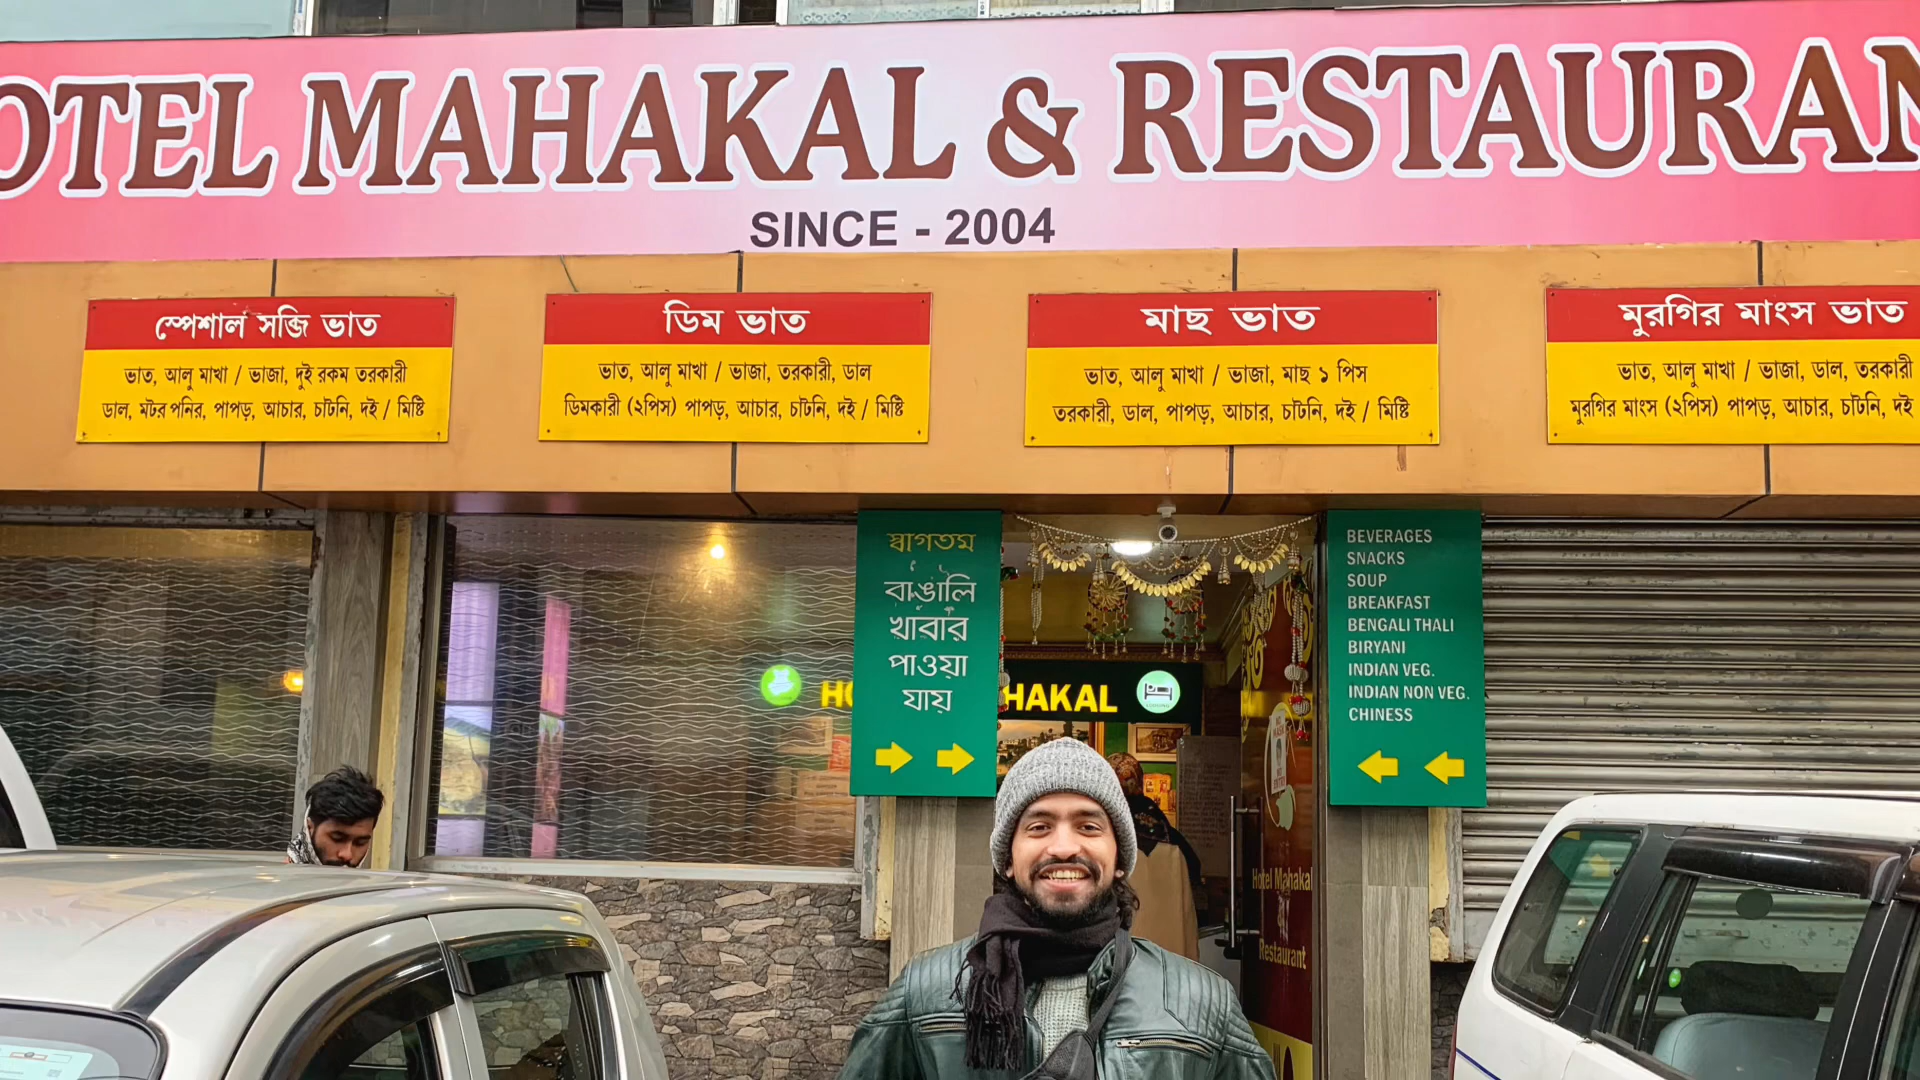 OTEL MAHAKAL & RESTAURAN
SINCE - 2004
স্পেশাল সব্জি ভাত
ভাত, আলু মাখা / ভাজা, দুই রকম তরকারী
ডাল, মটর পনির, পাপড়, আচার, চাটনি, দই / মিষ্টি
ডিম ভাত
ভাত, আলু মাখা / ভাজা, তরকারী, ডাল
ডিমকারী (২পিস) পাপড়, আচার, চাটনি, দই / মিষ্টি
মাছ ভাত
ভাত, আলু মাখা / ভাজা, মাছ ১ পিস
তরকারী, ডাল, পাপড়, আচার, চাটনি, দই / মিষ্টি
মুরগির মাংস ভাত
ভাত, আলু মাখা / ভাজা, ডাল, তরকারী
মুরগির মাংস (২পিস) পাপড়, আচার, চাটনি, দই
স্বাগতম
বাঙালি
খাবার
পাওয়া
যায়
HO HAKAL
BEVERAGES
SNACKS
SOUP
BREAKFAST
BENGALI THALI
BIRYANI
INDIAN VEG.
INDIAN NON VEG.
CHINESS
Hotel Mahakal
&
Restaurant